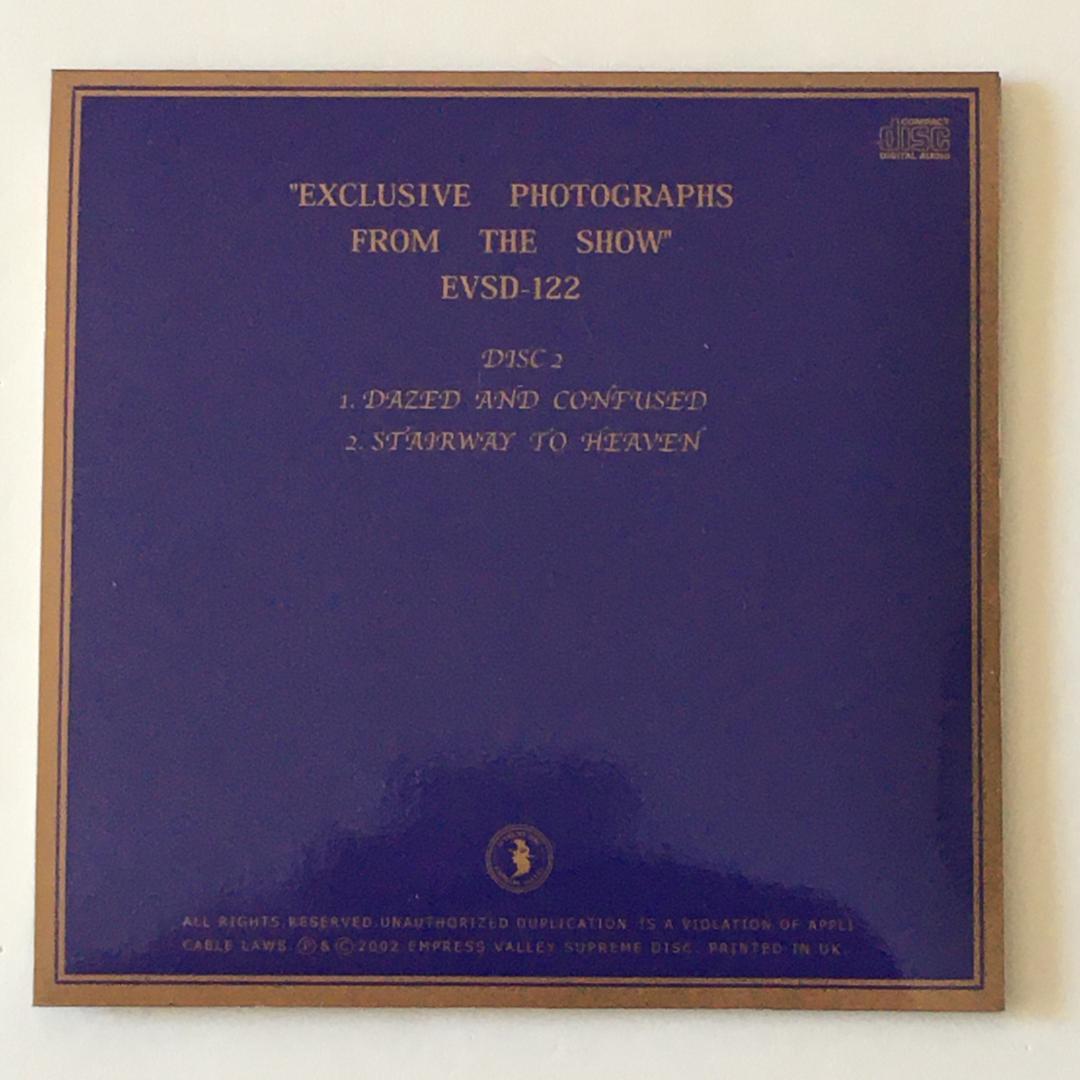 COMPACT
disc
DIGITAL AUDIO
"EXCLUSIVE PHOTOGRAPHS
FROM THE SHOW"
EVSD-122
DISC 2
1. DAZED AND CONFUSED
2. STAIRWAY TO HEAVEN
ALL RIGHTS RESERVED.UNAUTHORIZED DUPLICATION IS A VIOLATION OF APPLI
CABLE LAWS. Ⓟ & Ⓒ 2002 EMPRESS VALLEY SUPREME DISC. PRINTED IN UK.